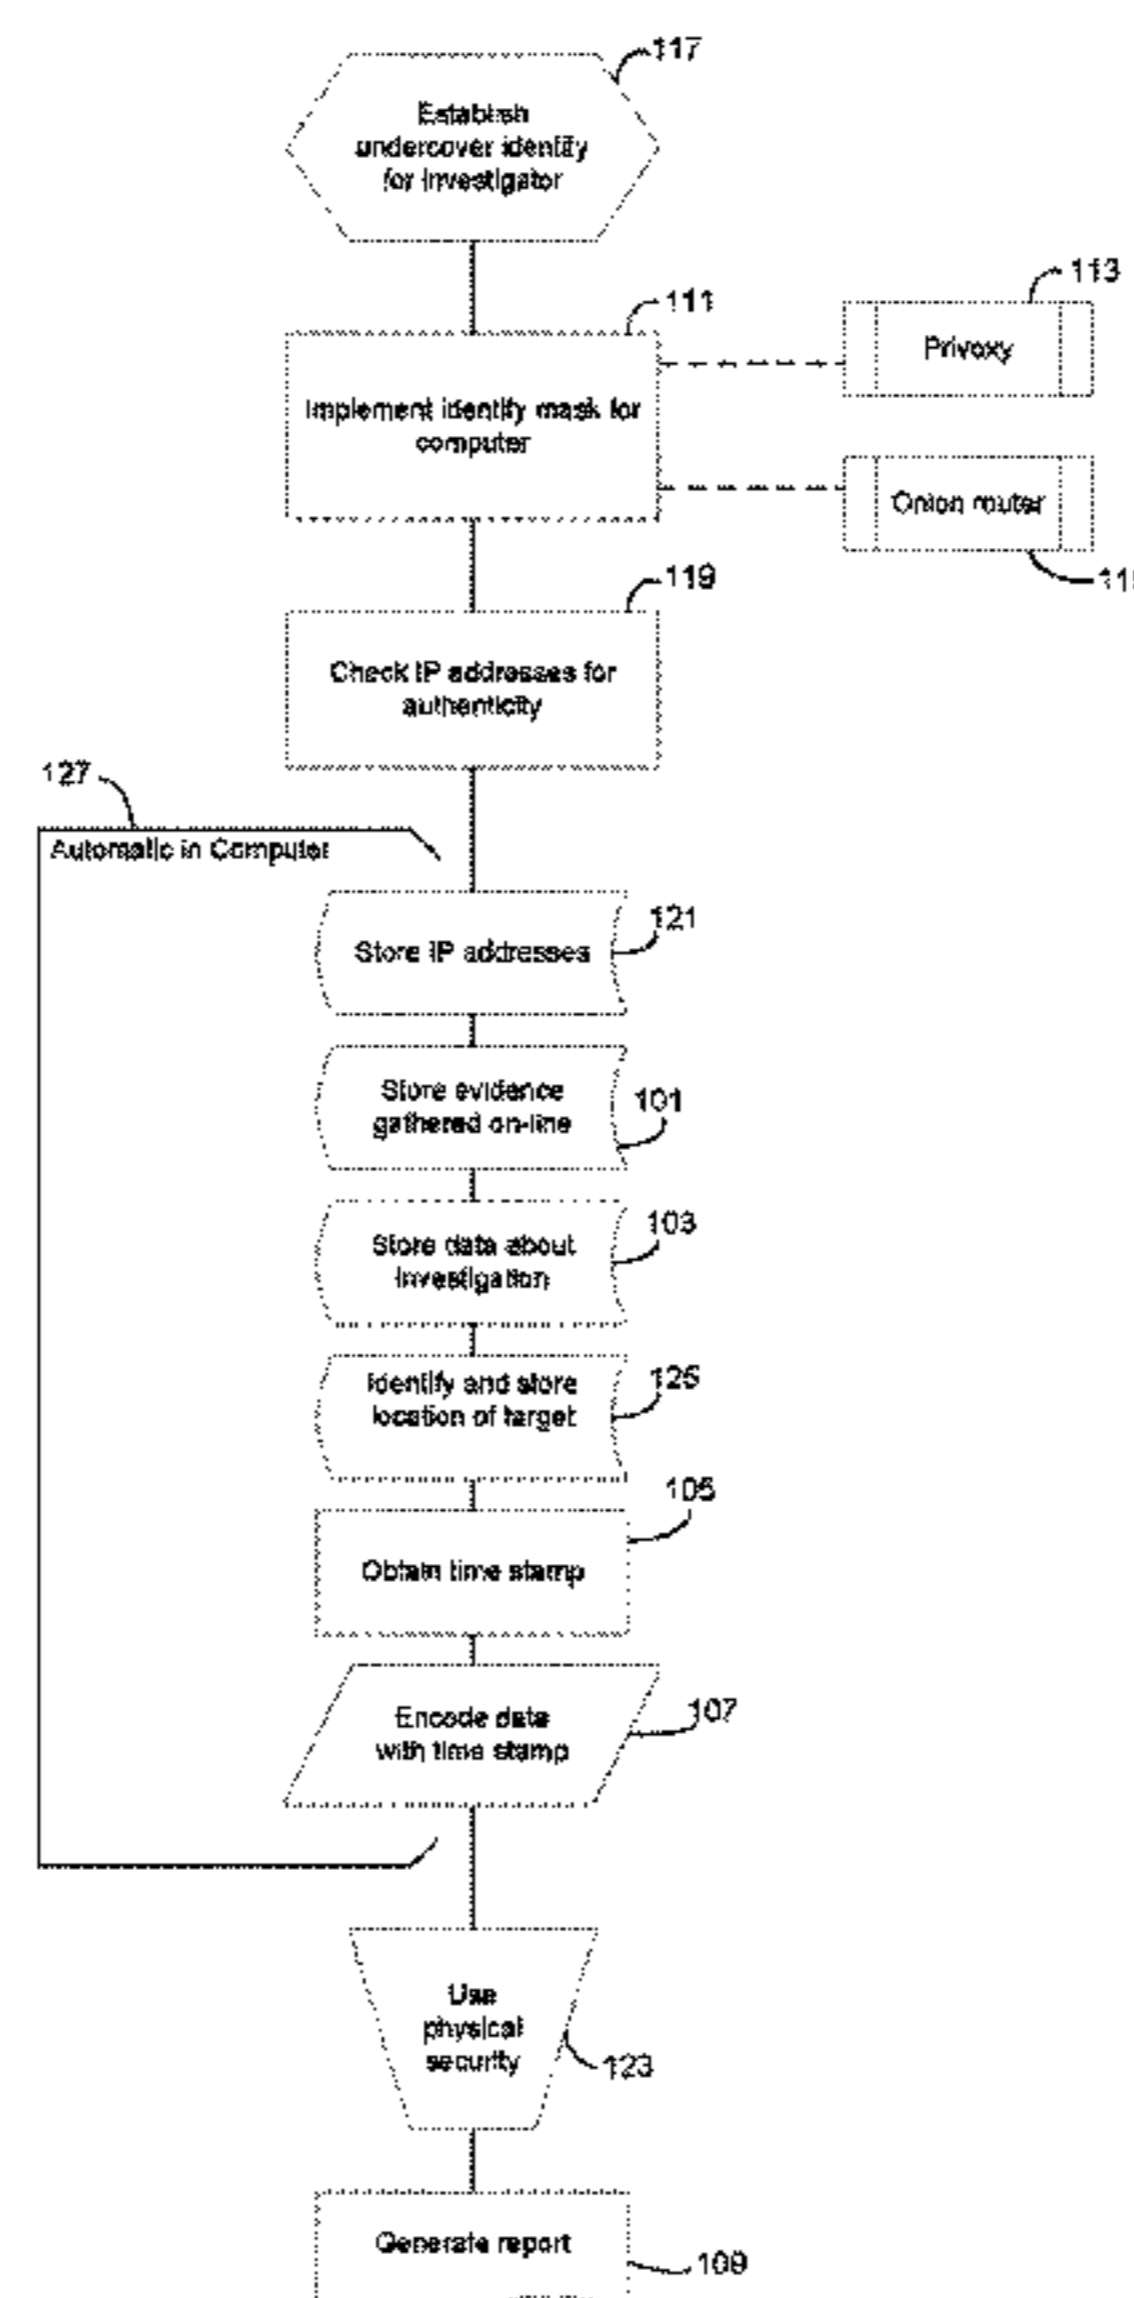 117
Establish
undercover identity
for investigator
113
111
Privoxy
Implement identify mask for
computer
Onion router
119
Check IP addresses for
authenticity
127
Automatic in Computer
121
Store IP addresses
Store evidence
gathered on-line
101
103
Store data about
investigation
125
Identify and store
location of target
105
Obtain time stamp
107
Encode data
with time stamp
Use
physical
security
123
Generate report
109